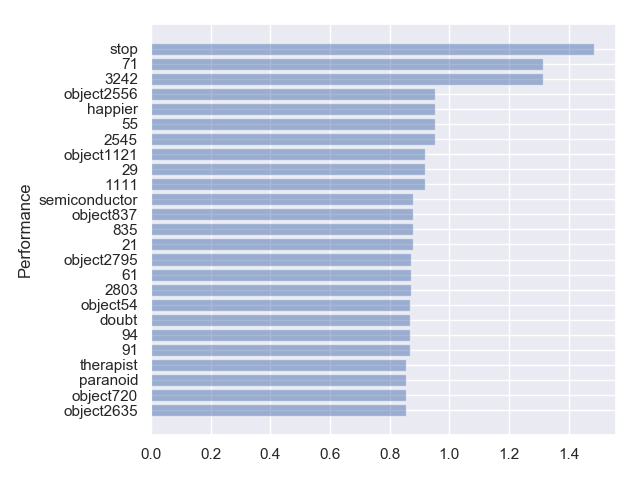 stop
71
3242
object2556
happier
55
2545
object1121
29
1111
semiconductor
object837
835
21
object2795
61
2803
object54
doubt
94
91
therapist
paranoid
object720
object2635
Performance
0.0 0.2 0.4 0.6 0.8 1.0 1.2 1.4